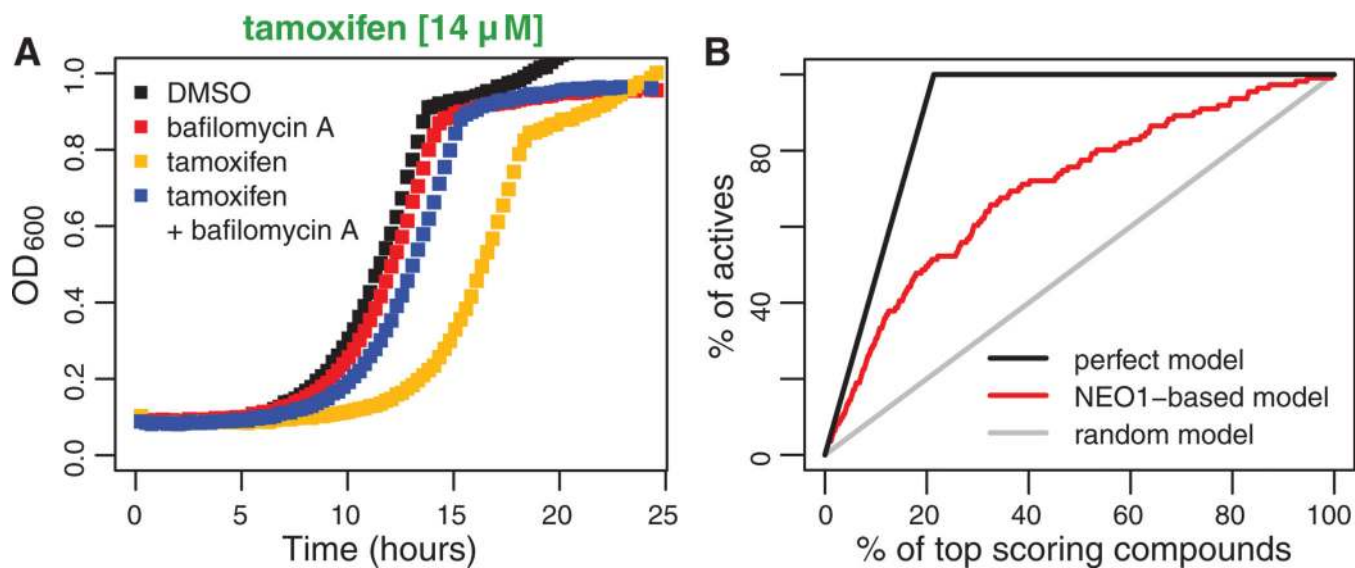 A
tamoxifen [14 μM]
DMSO
bafilomycin A
tamoxifen
tamoxifen
+ bafilomycin A
OD600
0.0
0.2
0.4
0.6
0.8
1.0
0
5
10
15
20
25
Time (hours)
B
% of actives
0
40
80
perfect model
NEO1-based model
random model
0
20
40
60
80
100
% of top scoring compounds